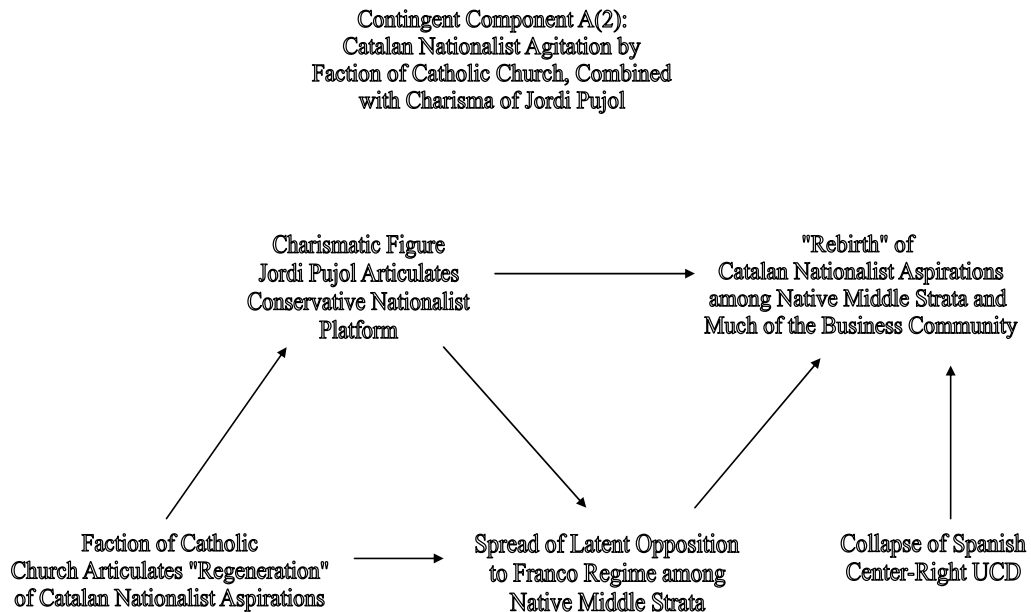 Contingent Component A(2):
Catalan Nationalist Agitation by
Faction of Catholic Church, Combined
with Charisma of Jordi Pujol
Charismatic Figure
Jordi Pujol Articulates
Conservative Nationalist
Platform
"Rebirth" of
Catalan Nationalist Aspirations
among Native Middle Strata and
Much of the Business Community
Faction of Catholic
Church Articulates "Regeneration"
of Catalan Nationalist Aspirations
Spread of Latent Opposition
to Franco Regime among
Native Middle Strata
Collapse of Spanish
Center-Right UCD